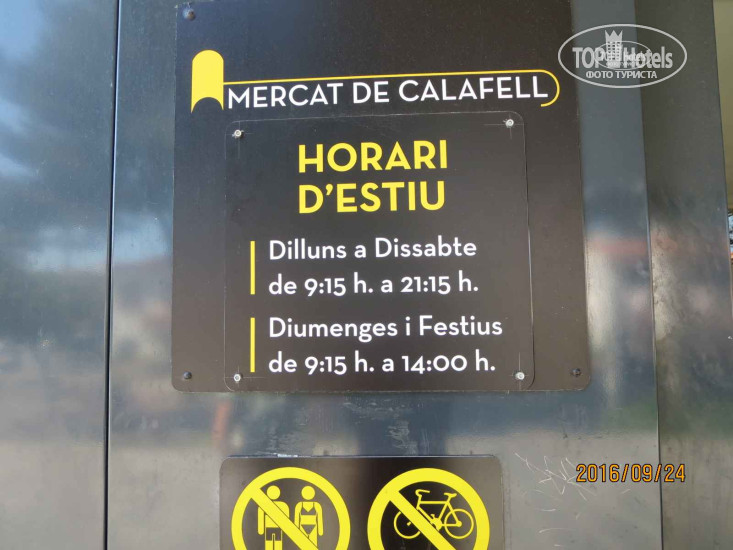 TOPHotels
ФОТО ТУРИСТА
MERCAT DE CALAFELL
HORARI
D'ESTIU
Dilluns a Dissabte
de 9:15 h. a 21:15 h.
Diumenges i Festius
de 9:15 h. a 14:00 h.
2016/09/24